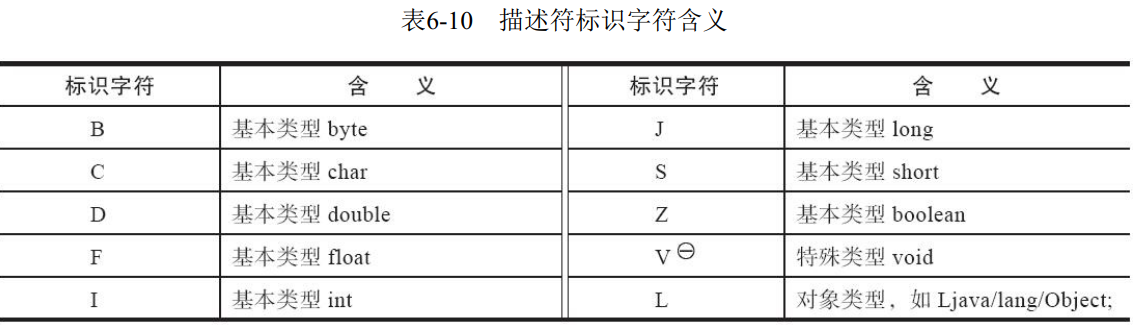 表6-10 描述符标识字符含义
标识字符 含 义 标识字符 含 义
B 基本类型 byte J 基本类型 long
C 基本类型 char S 基本类型 short
D 基本类型 double Z 基本类型 boolean
F 基本类型 float V⊖ 特殊类型 void
I 基本类型 int L 对象类型，如 Ljava/lang/Object;